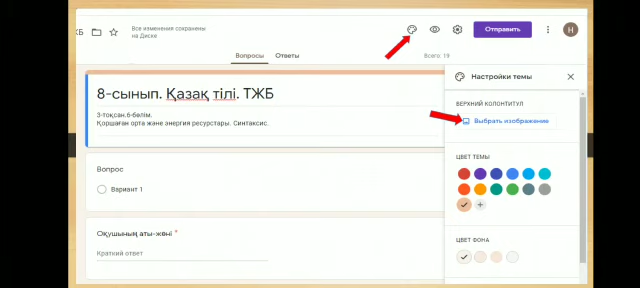 ЖБ
Все изменения сохранены
на Диске
Отправить
Н
Вопросы Ответы
Всего: 19
8-сынып. Қазақ тілі. ТЖБ
3-тоқсан.6-бөлім.
Қоршаған орта және энергия ресурстары. Синтаксис.
Вопрос
Вариант 1
Оқушының аты-жөні *
Краткий ответ
Настройки темы
ВЕРХНИЙ КОЛОНТИТУЛ
Выбрать изображение
ЦВЕТ ТЕМЫ
ЦВЕТ ФОНА